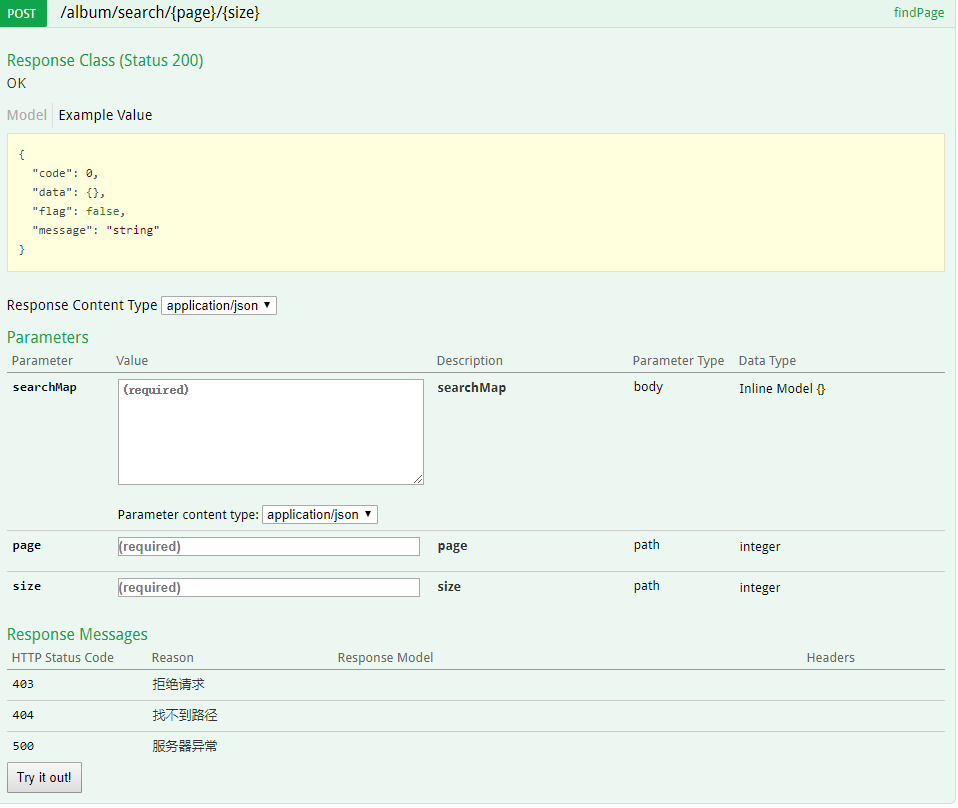 POST /album/search/{page}/{size} findPage
Response Class (Status 200)
OK
Model Example Value
{
"code": 0,
"data": {},
"flag": false,
"message": "string"
}
Response Content Type application/json
Parameters
Parameter Value Description Parameter Type Data Type
searchMap (required) searchMap body Inline Model {}
Parameter content type: application/json
page (required) page path integer
size (required) size path integer
Response Messages
HTTP Status Code Reason Response Model Headers
403 拒绝请求
404 找不到路径
500 服务器异常
Try it out!